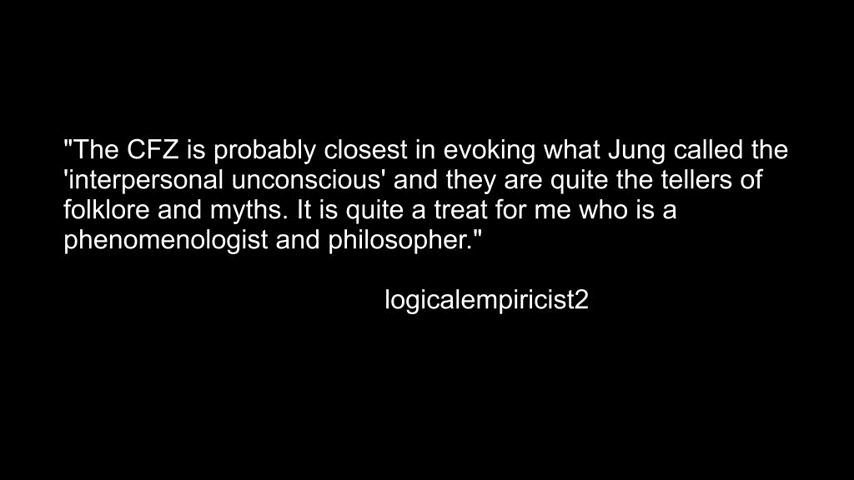 "The CFZ is probably closest in evoking what Jung called the
'interpersonal unconscious' and they are quite the tellers of
folklore and myths. It is quite a treat for me who is a
phenomenologist and philosopher."
logicalempiricist2